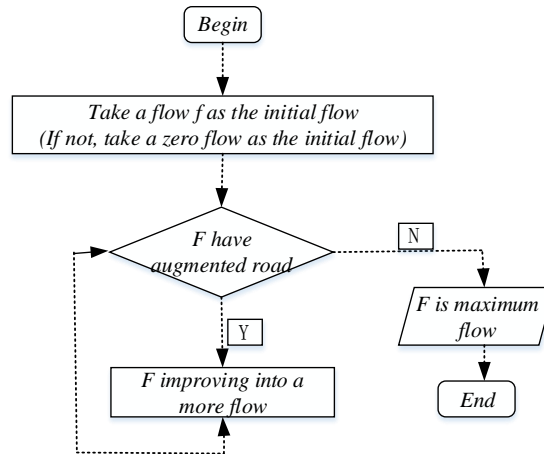 Begin
Take a flow f as the initial flow
(If not, take a zero flow as the initial flow)
F have
augmented road
N
Y
F is maximum
flow
F improving into a
more flow
End